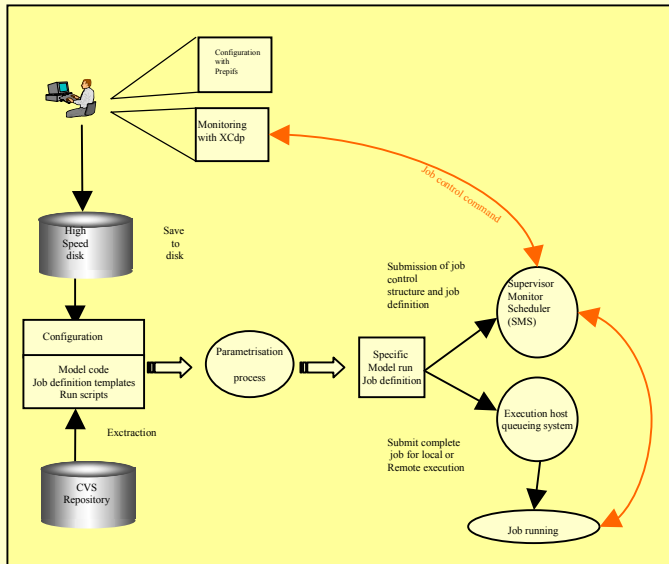 Configuration
with
Prepifs
Monitoring
with XCdp
Job control command
High
Speed
disk
Save
to
disk
Submission of job
control
structure and job
definition
Supervisor
Monitor
Scheduler
(SMS)
Configuration
Model code
Job definition templates
Run scripts
Parametrisation
process
Specific
Model run
Job definition
Exctraction
Submit complete
job for local or
Remote execution
Execution host
queueing system
CVS
Repository
Job running